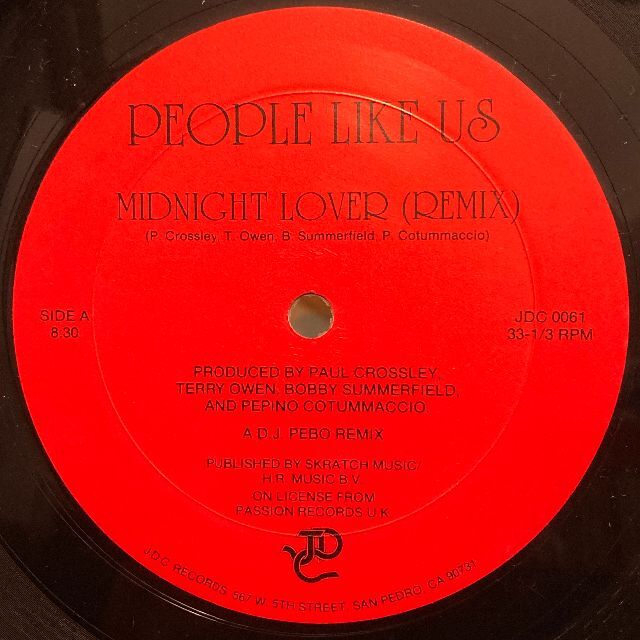 PEOPLE LIKE US
MIDNIGHT LOVER (REMIX)
(P. Crossley, T. Owen, B. Summerfield, P. Cotummaccio)
SIDE A
8:30
JDC 0061
33-1/3 RPM
PRODUCED BY PAUL CROSSLEY,
TERRY OWEN, BOBBY SUMMERFIELD,
AND PEPINO COTUMMACCIO
A D.J. PEBO REMIX
PUBLISHED BY SKRATCH MUSIC/
H.R. MUSIC B.V.
ON LICENSE FROM
PASSION RECORDS U.K.
JDC
J.D.C. RECORDS, 567 W. 5TH STREET, SAN PEDRO, CA 90731